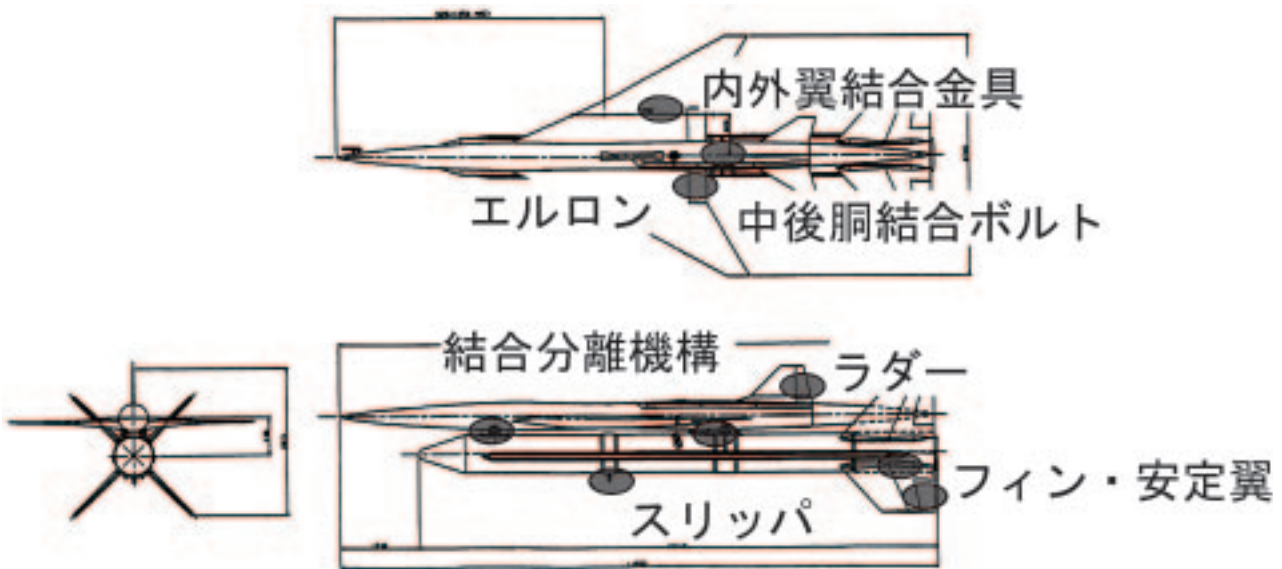 内外翼結合金具
エルロン
中後胴結合ボルト
結合分離機構
ラダー
フィン・安定翼
スリッパ